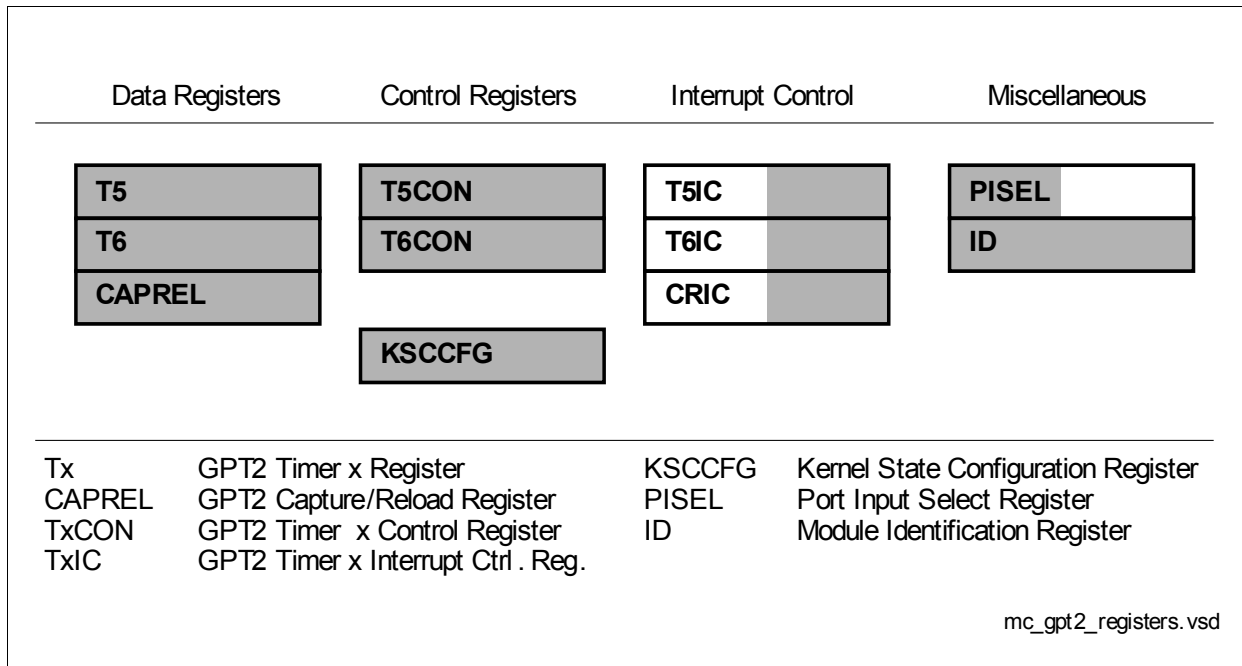 Data Registers Control Registers Interrupt Control Miscellaneous
T5 T5CON T5IC PISEL
T6 T6CON T6IC ID
CAPREL CRIC
KSCCFG
Tx GPT2 Timer x Register KSCCFG Kernel State Configuration Register
CAPREL GPT2 Capture/Reload Register PISEL Port Input Select Register
TxCON GPT2 Timer x Control Register ID Module Identification Register
TxIC GPT2 Timer x Interrupt Ctrl . Reg.
mc_gpt2_registers.vsd